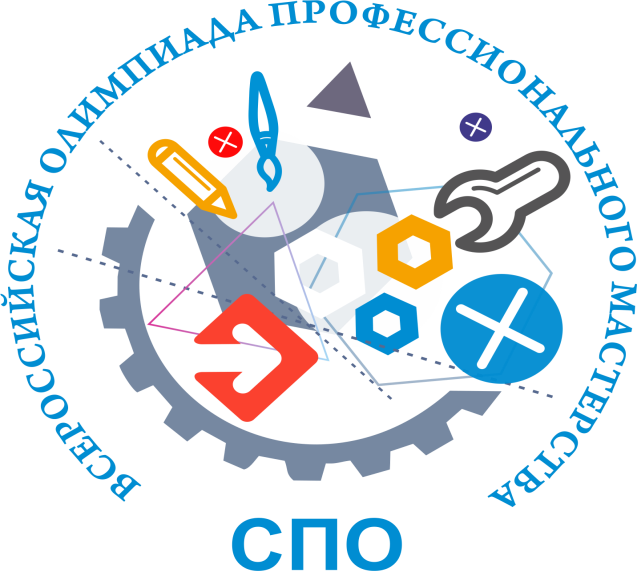 ВСЕРОССИЙСКАЯ ОЛИМПИАДА ПРОФЕССИОНАЛЬНОГО МАСТЕРСТВА
СПО